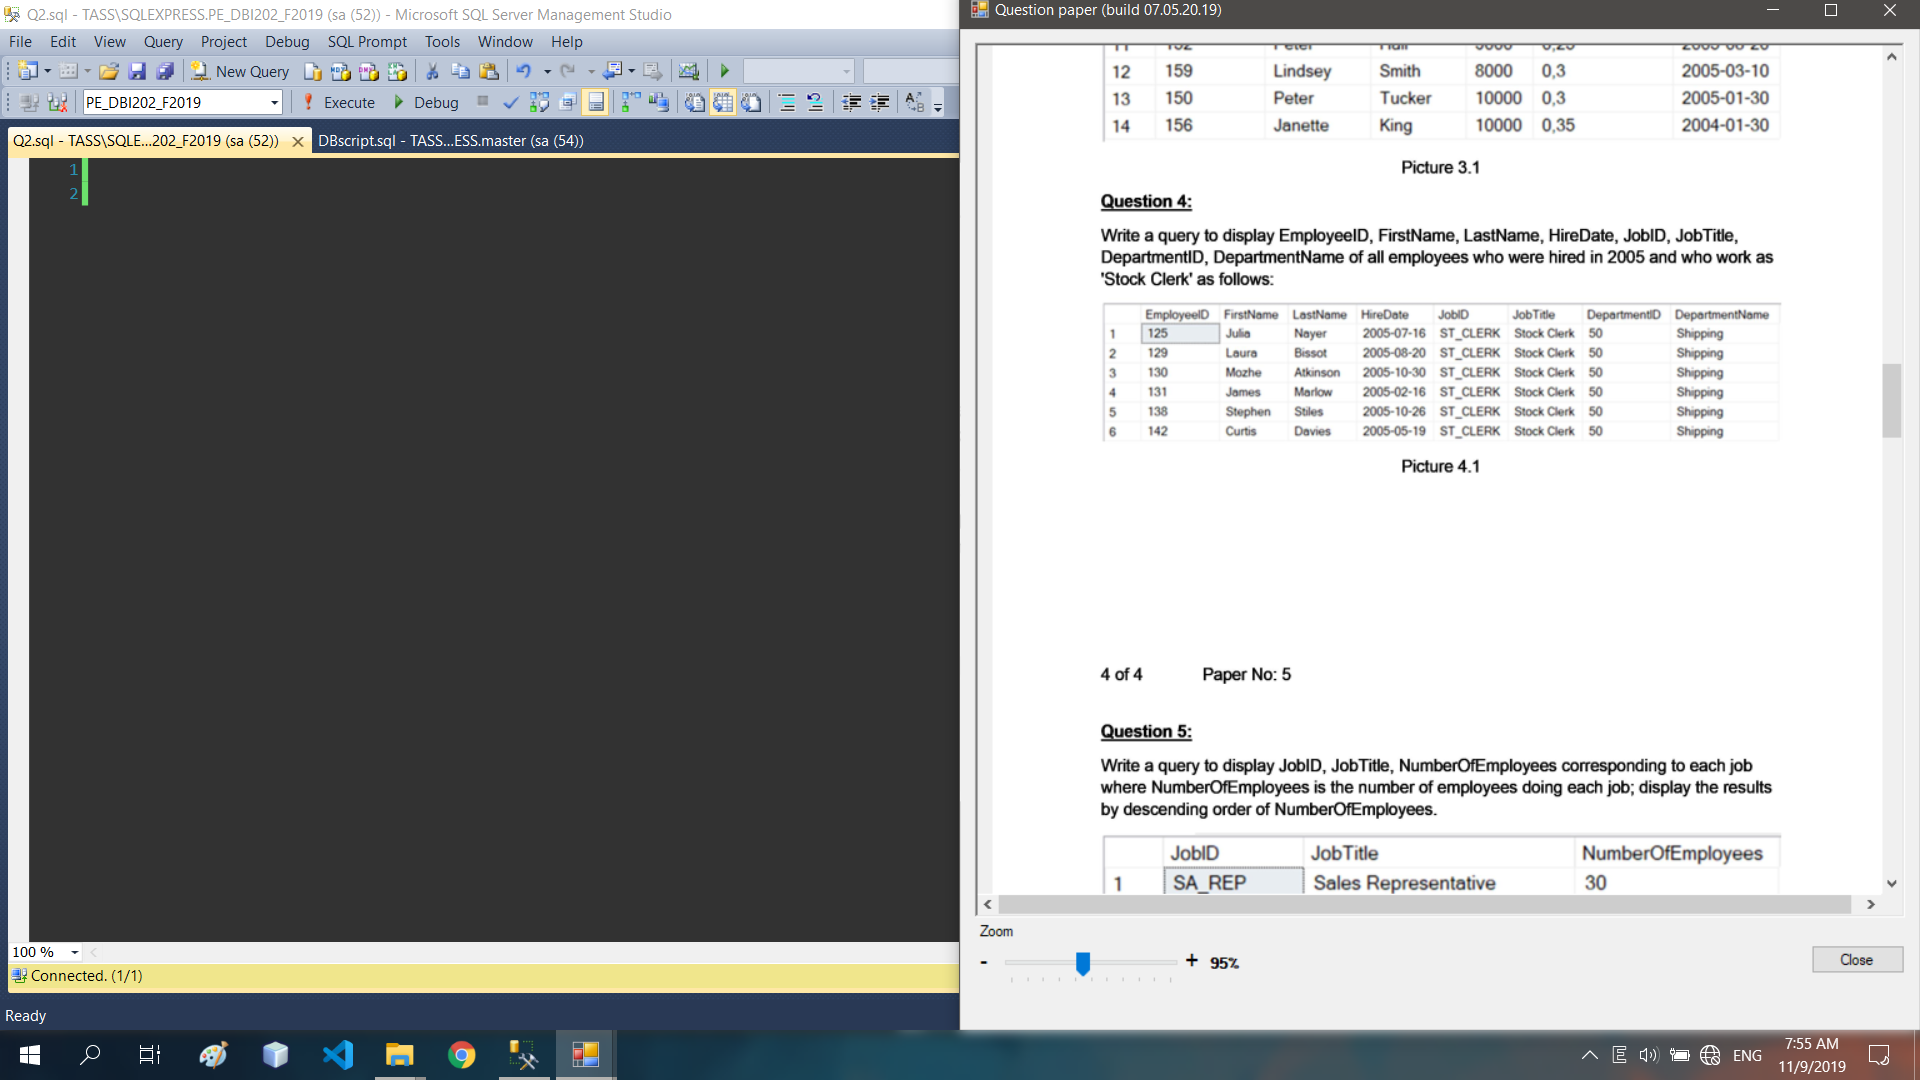 Q2.sql - TASS\SQLEXPRESS.PE_DBI202_F2019 (sa (52)) - Microsoft SQL Server Management Studio
File Edit View Query Project Debug SQL Prompt Tools Window Help
New Query
PE_DBI202_F2019 Execute Debug
Q2.sql - TASS\SQLE...202_F2019 (sa (52)) DBscript.sql - TASS...ESS.master (sa (54))
1
2
100 %
Connected. (1/1)
Ready
Question paper (build 07.05.20.19)
12 159 Lindsey Smith 8000 0,3 2005-03-10
13 150 Peter Tucker 10000 0,3 2005-01-30
14 156 Janette King 10000 0,35 2004-01-30
Picture 3.1
Question 4:
Write a query to display EmployeeID, FirstName, LastName, HireDate, JobID, JobTitle,
DepartmentID, DepartmentName of all employees who were hired in 2005 and who work as
'Stock Clerk' as follows:
EmployeeID FirstName LastName HireDate JobID JobTitle DepartmentID DepartmentName
1 125 Julia Nayer 2005-07-16 ST_CLERK Stock Clerk 50 Shipping
2 129 Laura Bissot 2005-08-20 ST_CLERK Stock Clerk 50 Shipping
3 130 Mozhe Atkinson 2005-10-30 ST_CLERK Stock Clerk 50 Shipping
4 131 James Marlow 2005-02-16 ST_CLERK Stock Clerk 50 Shipping
5 138 Stephen Stiles 2005-10-26 ST_CLERK Stock Clerk 50 Shipping
6 142 Curtis Davies 2005-05-19 ST_CLERK Stock Clerk 50 Shipping
Picture 4.1
4 of 4 Paper No: 5
Question 5:
Write a query to display JobID, JobTitle, NumberOfEmployees corresponding to each job
where NumberOfEmployees is the number of employees doing each job; display the results
by descending order of NumberOfEmployees.
JobID JobTitle NumberOfEmployees
1 SA_REP Sales Representative 30
Zoom
- + 95%
Close
ENG
7:55 AM
11/9/2019